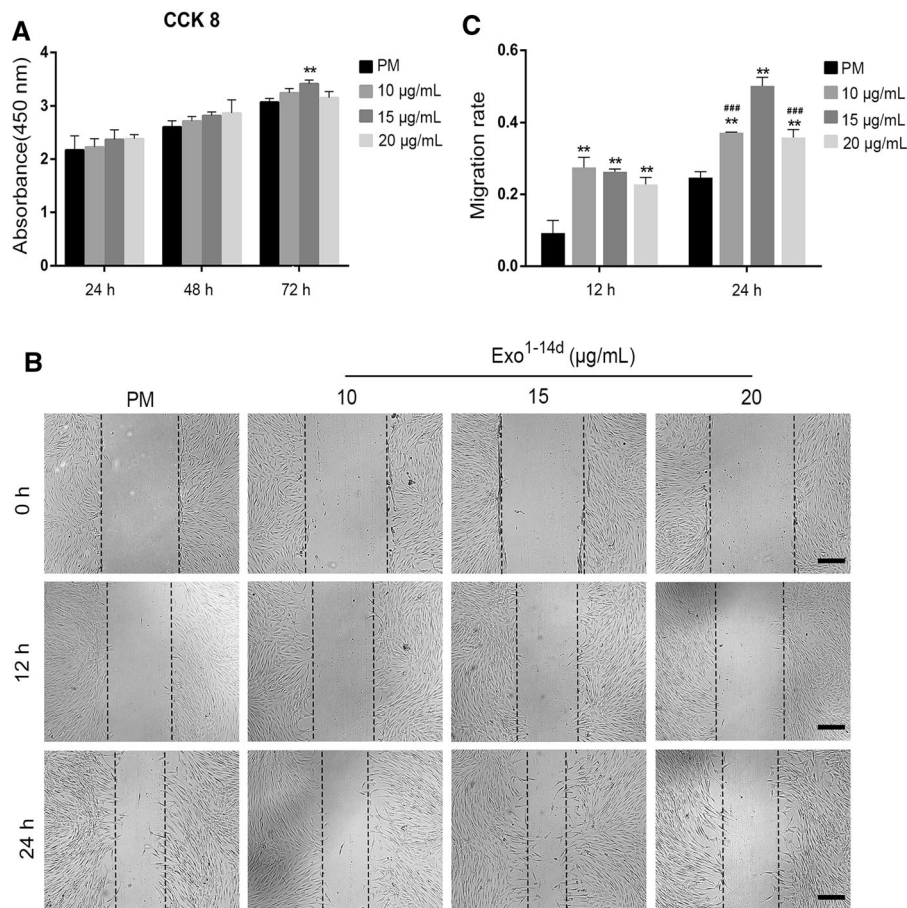 A
CCK 8
Absorbance(450 nm)
4
3
2
1
0
**
24 h
48 h
72 h
PM
10 µg/mL
15 µg/mL
20 µg/mL
C
Migration rate
0.6
0.4
0.2
0.0
** ** **
###
**
**
###
**
12 h
24 h
PM
10 µg/mL
15 µg/mL
20 µg/mL
B
Exo1-14d (µg/mL)
PM 10 15 20
0 h
12 h
24 h